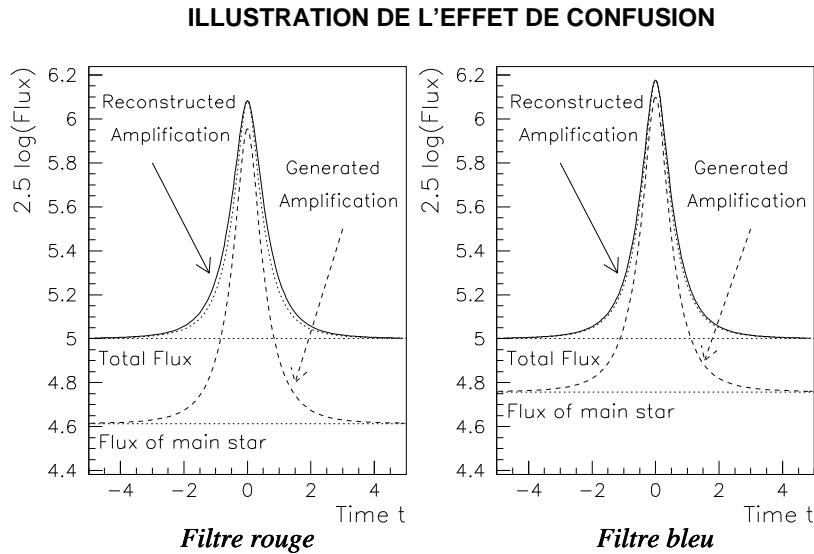 ILLUSTRATION DE L'EFFET DE CONFUSION
2.5 log(Flux)
6.2
6
5.8
5.6
5.4
5.2
5
4.8
4.6
4.4
Reconstructed
Amplification
Generated
Amplification
Total Flux
Flux of main star
−4
−2
0
2
4
Time t
Filtre rouge
2.5 log(Flux)
6.2
6
5.8
5.6
5.4
5.2
5
4.8
4.6
4.4
Reconstructed
Amplification
Generated
Amplification
Total Flux
Flux of main star
−4
−2
0
2
4
Time t
Filtre bleu